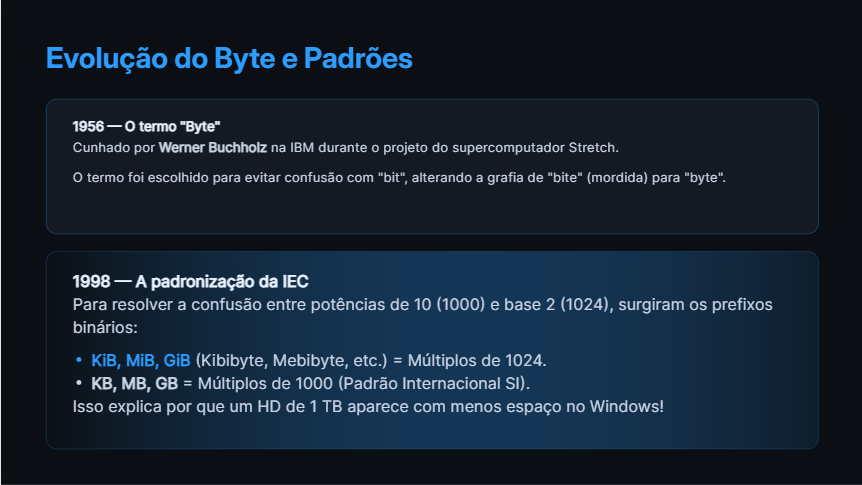 Evolução do Byte e Padrões
1956 — O termo "Byte"
Cunhado por Werner Buchholz na IBM durante o projeto do supercomputador Stretch.
O termo foi escolhido para evitar confusão com "bit", alterando a grafia de "bite" (mordida) para "byte".
1998 — A padronização da IEC
Para resolver a confusão entre potências de 10 (1000) e base 2 (1024), surgiram os prefixos
binários:
• KiB, MiB, GiB (Kibibyte, Mebibyte, etc.) = Múltiplos de 1024.
• KB, MB, GB = Múltiplos de 1000 (Padrão Internacional SI).
Isso explica por que um HD de 1 TB aparece com menos espaço no Windows!